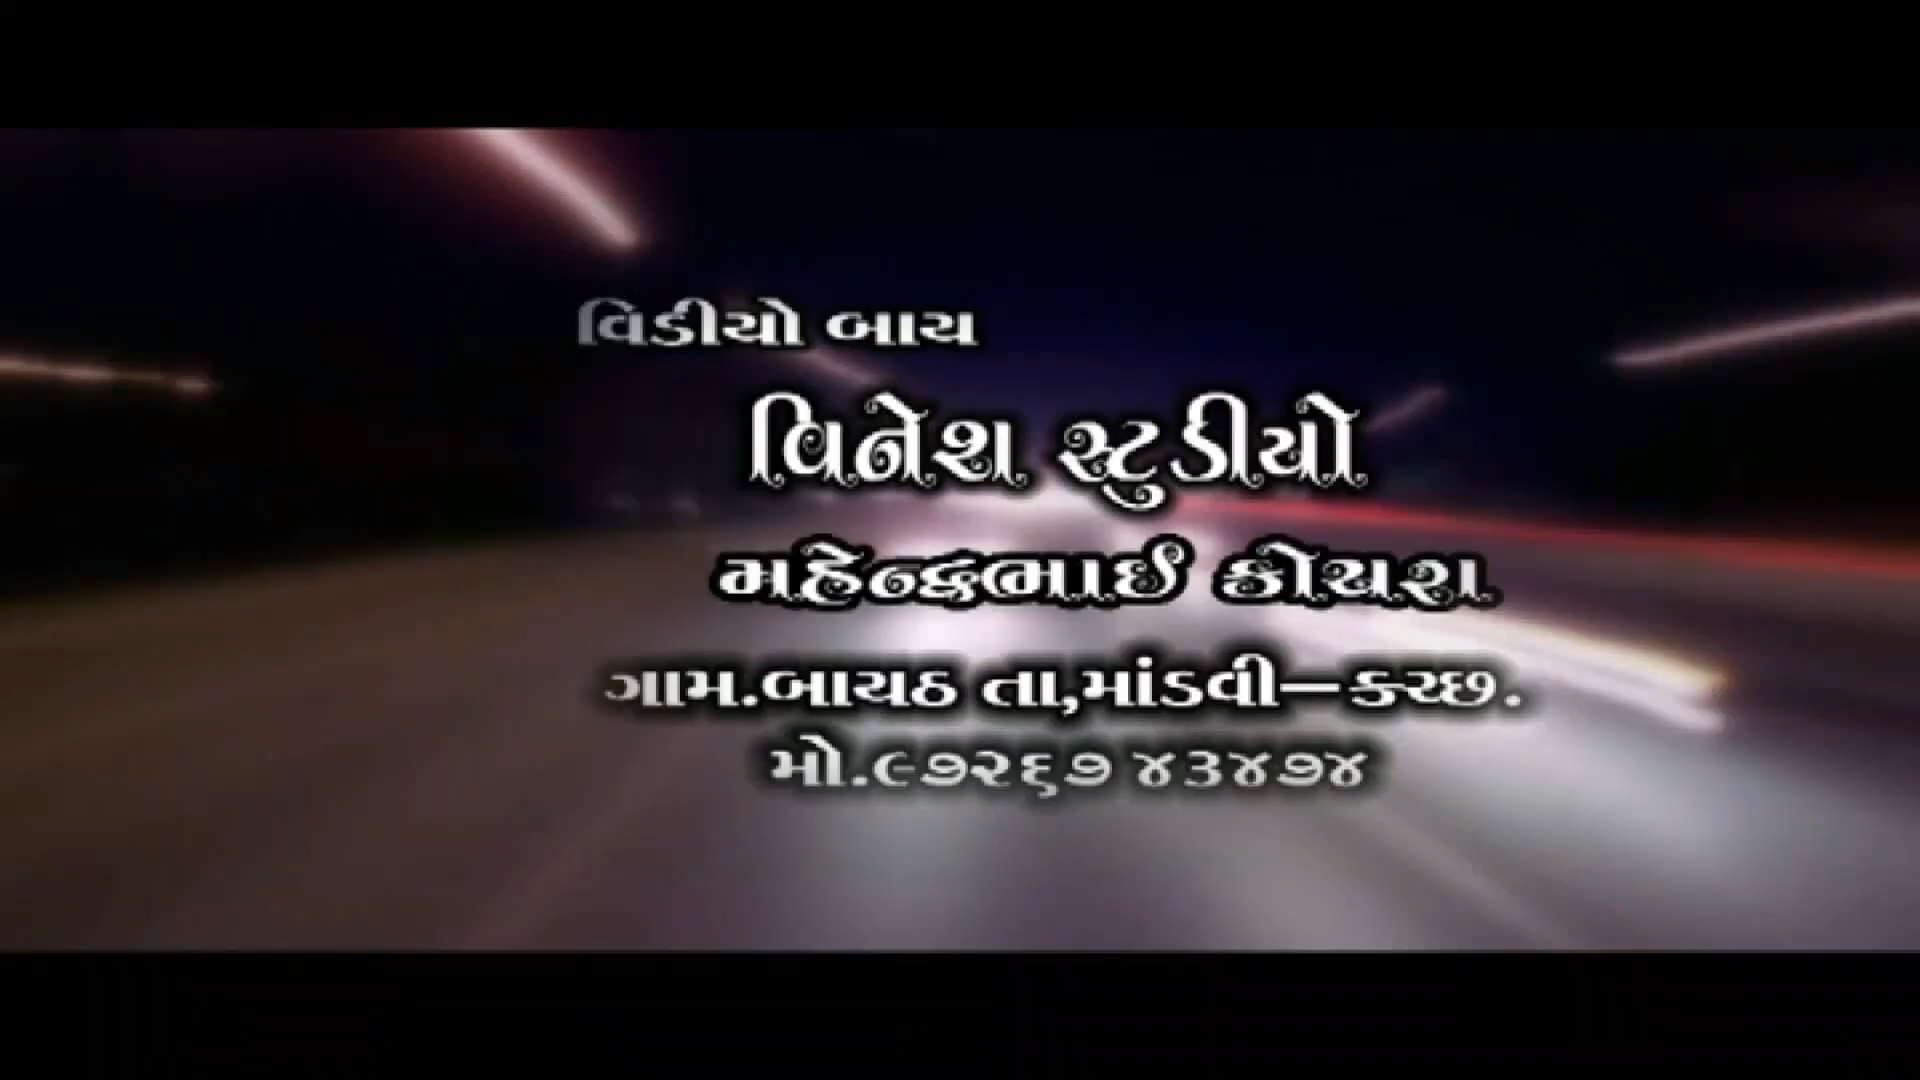 વિડીયો બાય
વિનેશ સ્ટુડીયો
મહેન્દ્રભાઈ કોચરા
ગામ.બાયઠ તા,માંડવી–કચ્છ.
મો.૯૭૨૬૭ ૪૩૪૭૪